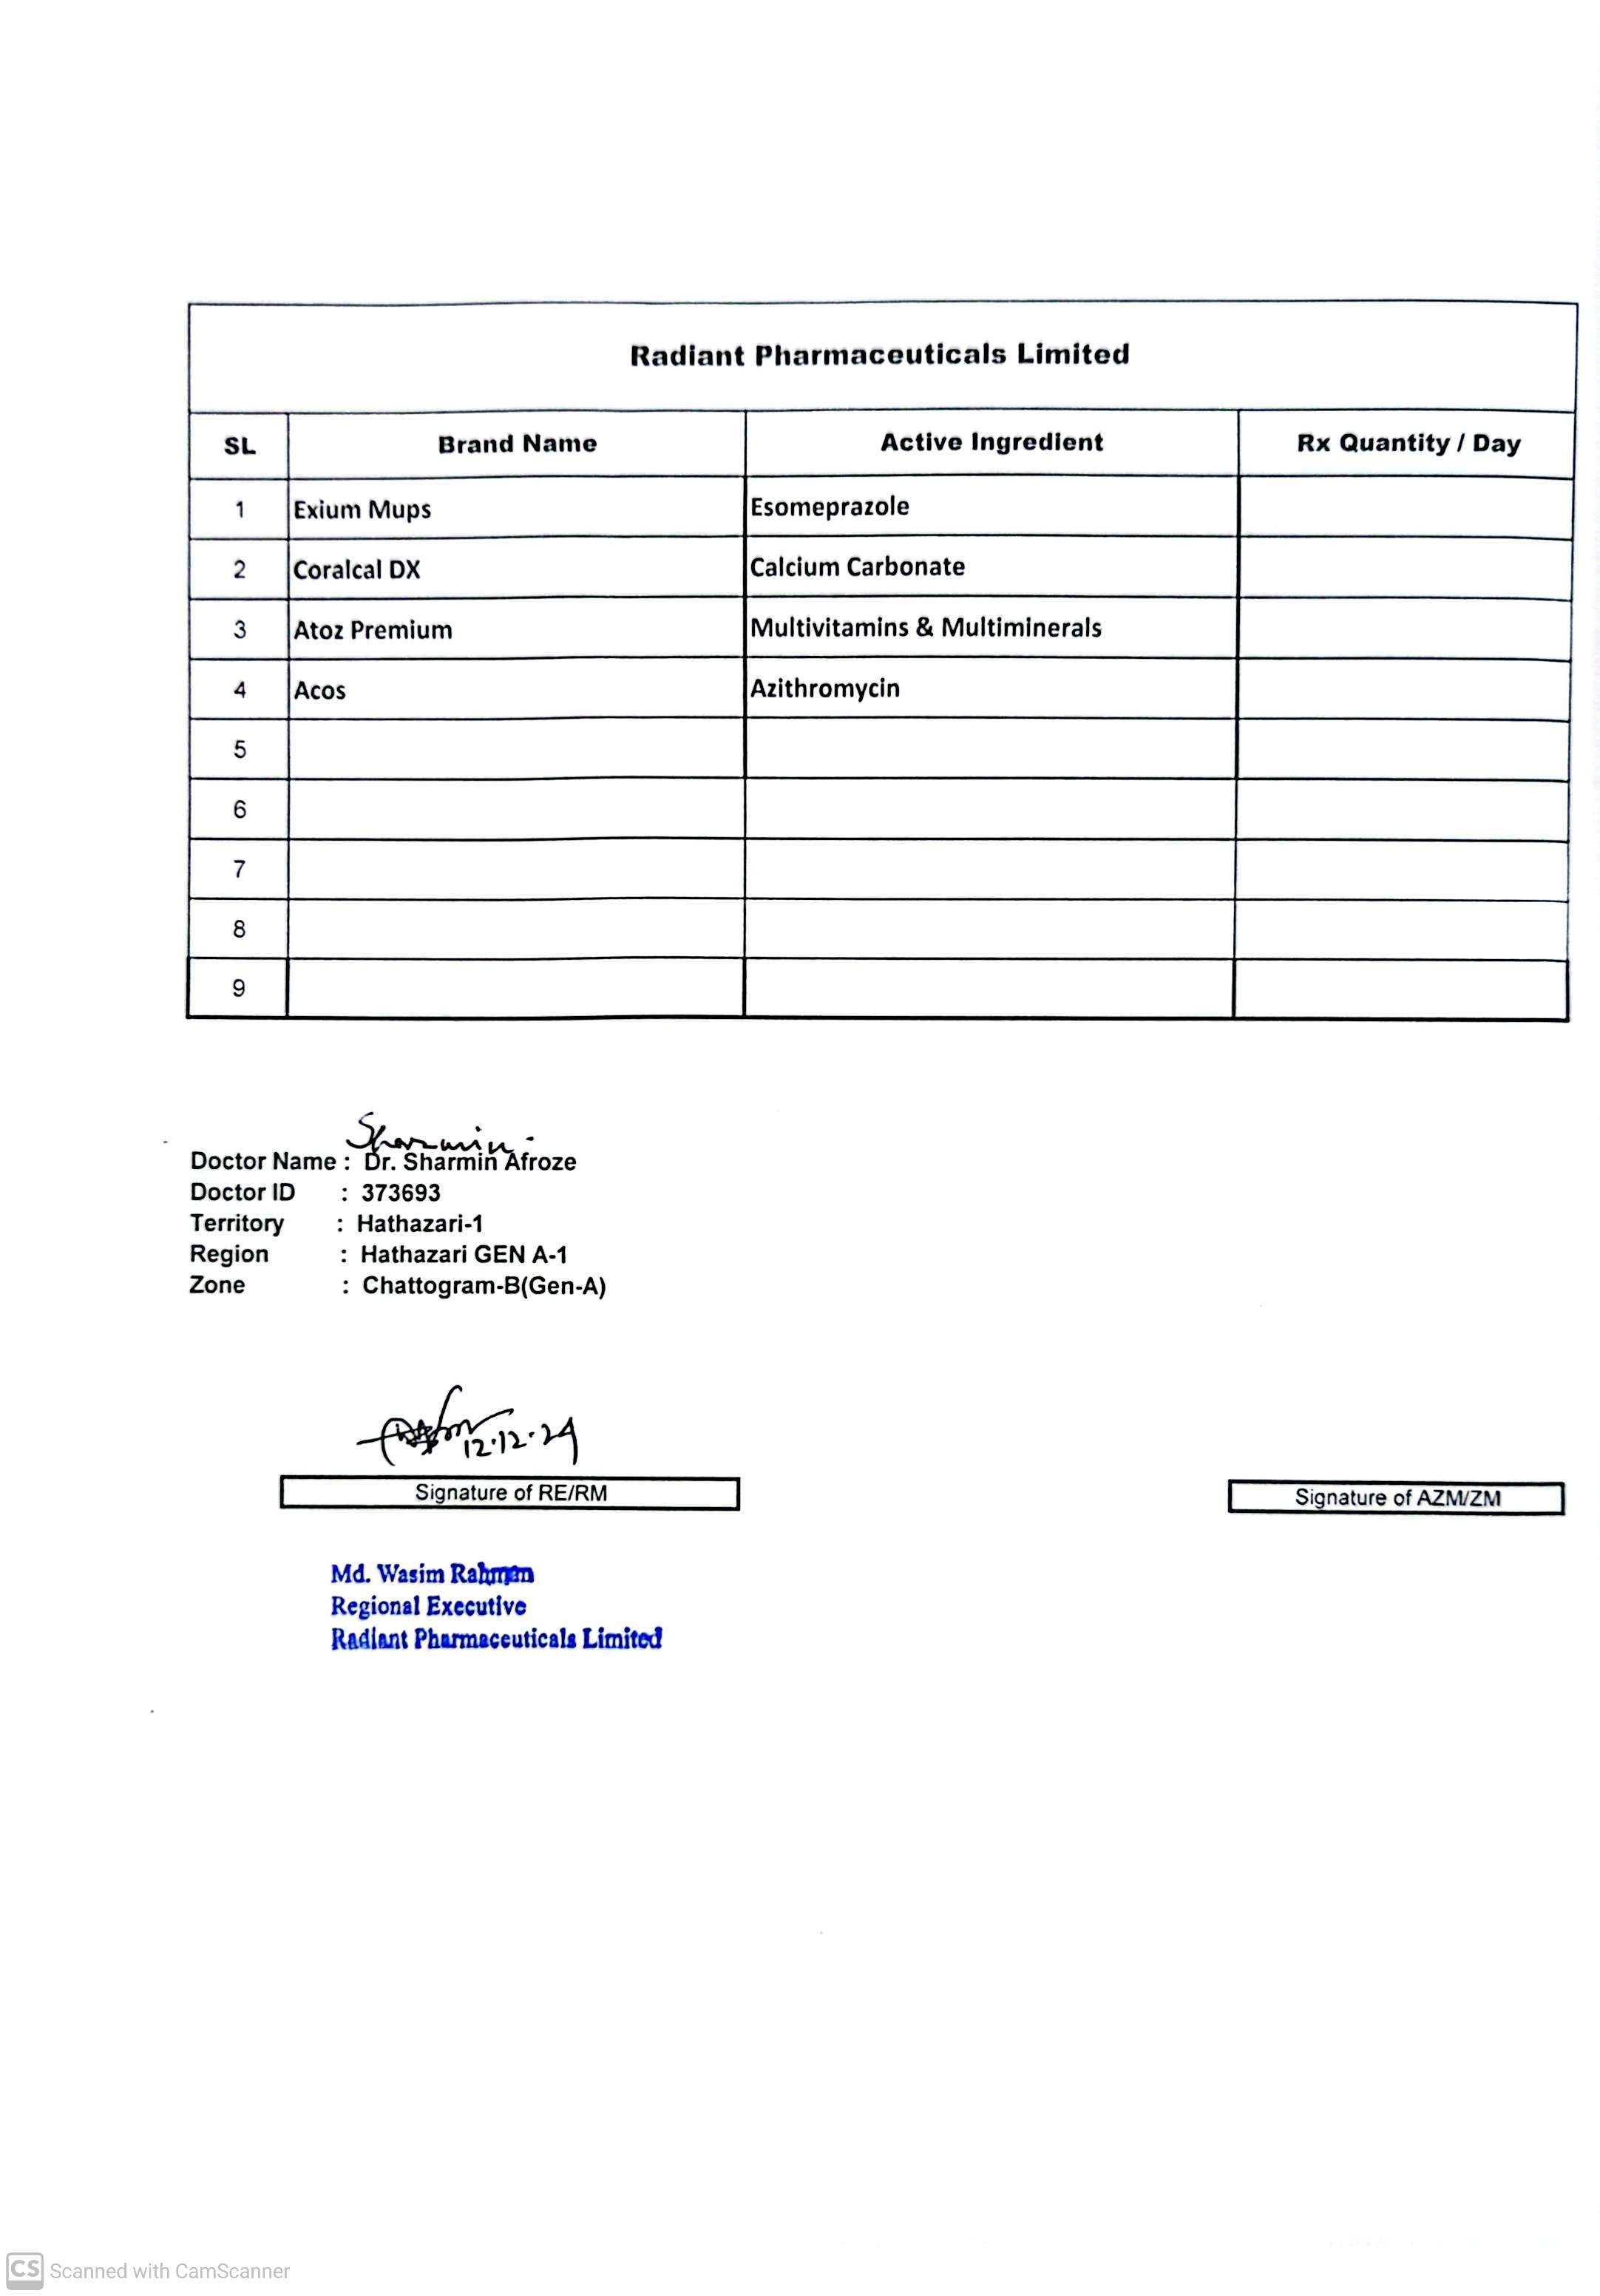 Radiant Pharmaceuticals Limited
SL Brand Name Active Ingredient Rx Quantity / Day
1 Exium Mups Esomeprazole
2 Coralcal DX Calcium Carbonate
3 Atoz Premium Multivitamins & Multiminerals
4 Acos Azithromycin
5
6
7
8
9
Sharmin
Doctor Name : Dr. Sharmin Afroze
Doctor ID : 373693
Territory : Hathazari-1
Region : Hathazari GEN A-1
Zone : Chattogram-B(Gen-A)
12.12.24
Signature of RE/RM Signature of AZM/ZM
Md. Wasim Rahman
Regional Executive
Radiant Pharmaceuticals Limited
CS Scanned with CamScanner